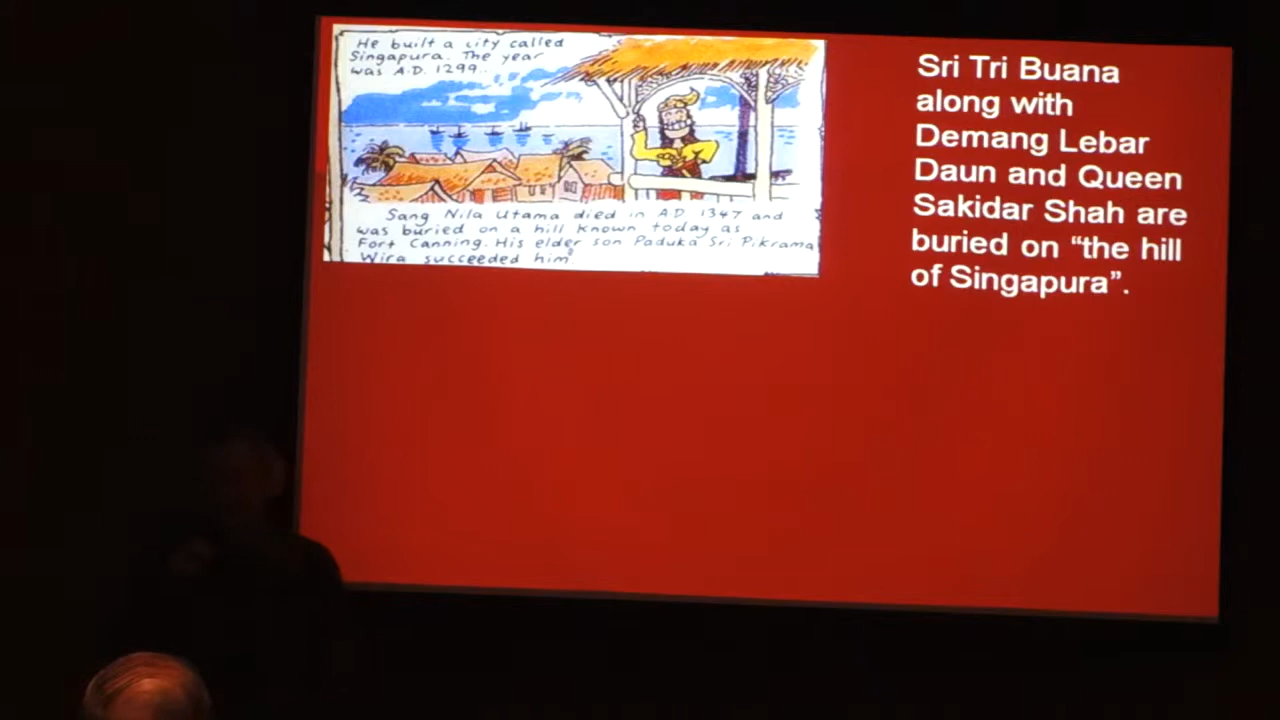 He built a city called
Singapura. The year
was A.D. 1299..
Sang Nila Utama died in A.D. 1347 and
was buried on a hill known today as
Fort Canning. His elder son Paduka Sri Pikrama
Wira succeeded him.
Sri Tri Buana
along with
Demang Lebar
Daun and Queen
Sakidar Shah are
buried on “the hill
of Singapura”.